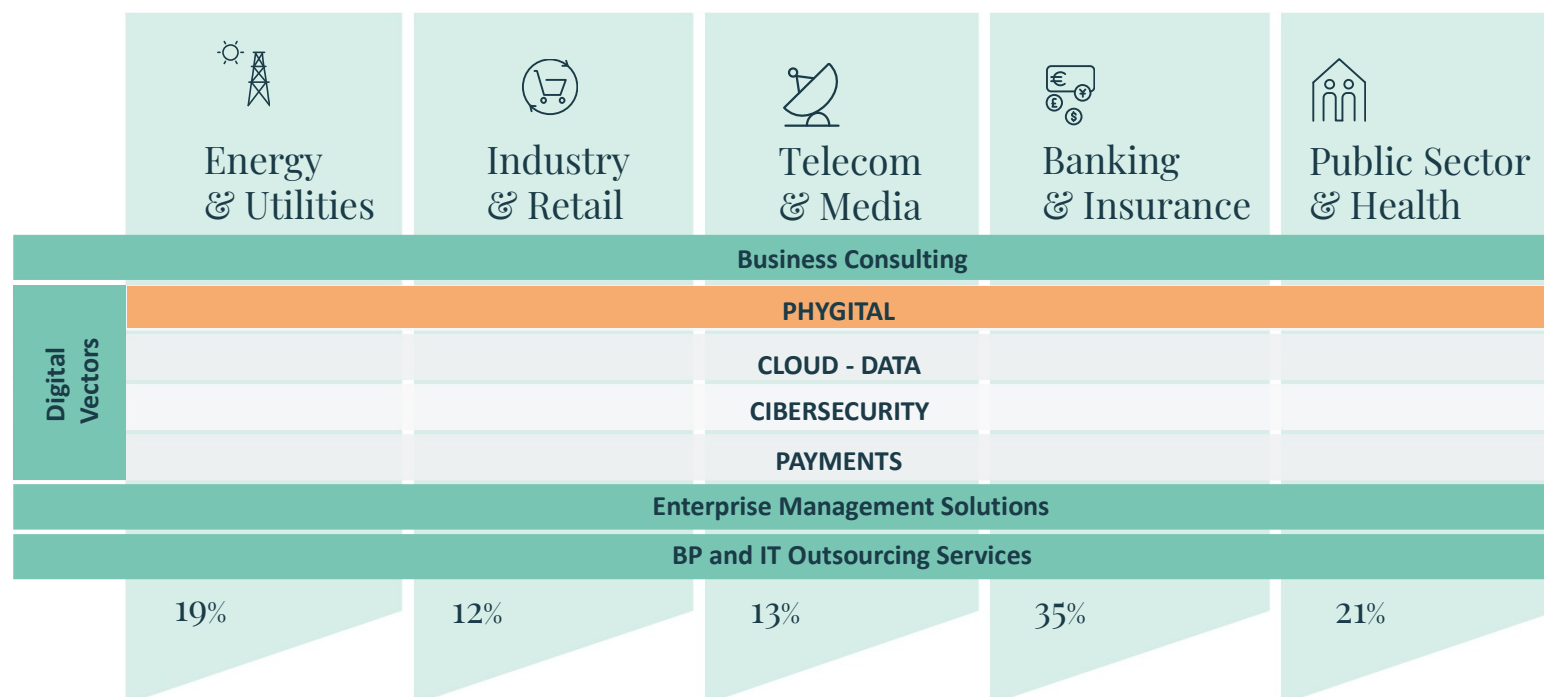 Energy
& Utilities
Industry
& Retail
Telecom
& Media
Banking
& Insurance
Public Sector
& Health
Business Consulting
Digital
Vectors
PHYGITAL
CLOUD - DATA
CIBERSECURITY
PAYMENTS
Enterprise Management Solutions
BP and IT Outsourcing Services
19%
12%
13%
35%
21%